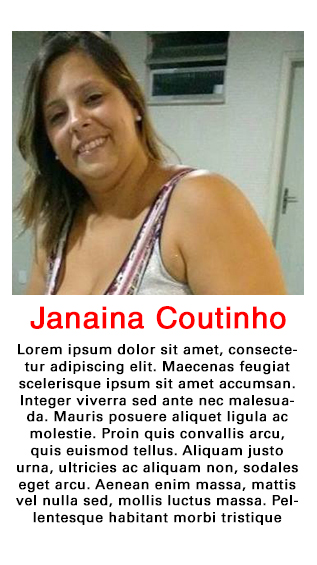 Janaina Coutinho
Lorem ipsum dolor sit amet, consecte-
tur adipiscing elit. Maecenas feugiat
scelerisque ipsum sit amet accumsan.
Integer viverra sed ante nec malesua-
da. Mauris posuere aliquet ligula ac
molestie. Proin quis convallis arcu,
quis euismod tellus. Aliquam justo
urna, ultricies ac aliquam non, sodales
eget arcu. Aenean enim massa, mattis
vel nulla sed, mollis luctus massa. Pel-
lentesque habitant morbi tristique